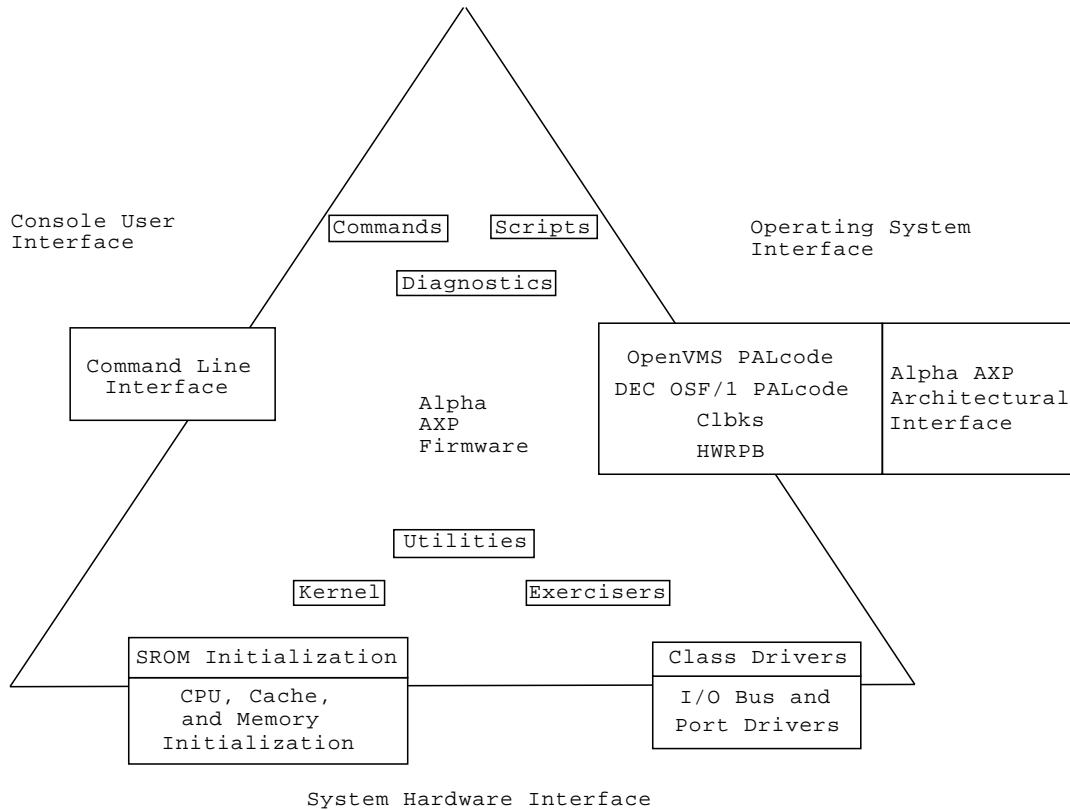 Console User
Interface
Commands
Scripts
Operating System
Interface
Diagnostics
Command Line
Interface
OpenVMS PALcode
DEC OSF/1 PALcode
Clbks
HWRPB
Alpha AXP
Architectural
Interface
Alpha
AXP
Firmware
Utilities
Kernel
Exercisers
SROM Initialization
CPU, Cache,
and Memory
Initialization
Class Drivers
I/O Bus and
Port Drivers
System Hardware Interface